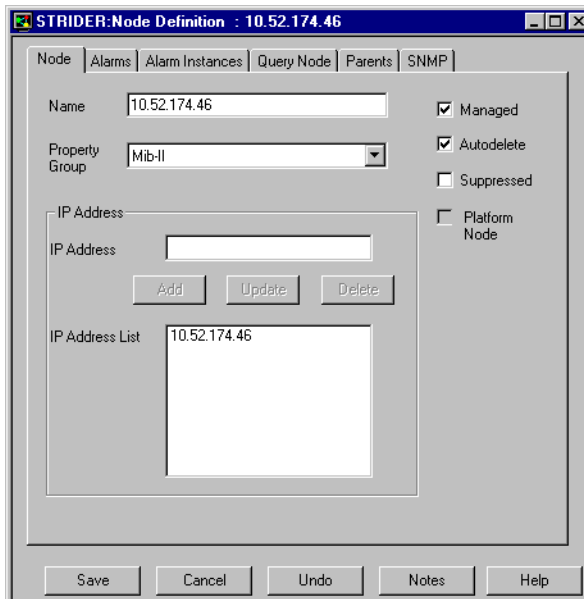 STRIDER:Node Definition : 10.52.174.46
Node Alarms Alarm Instances Query Node Parents SNMP
Name 10.52.174.46
Managed
Property Group Mib-II
Autodelete
Suppressed
Platform Node
IP Address
IP Address
Add Update Delete
IP Address List 10.52.174.46
Save Cancel Undo Notes Help